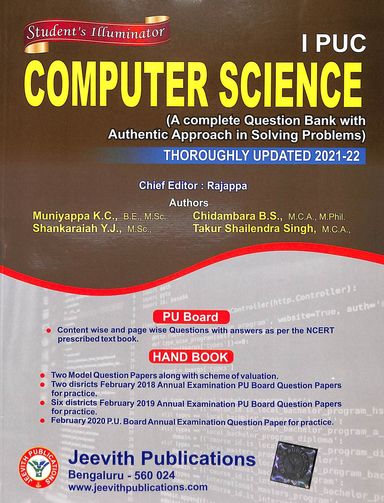 Student's Illuminator
I PUC
COMPUTER SCIENCE
(A complete Question Bank with
Authentic Approach in Solving Problems)
THOROUGHLY UPDATED 2021-22
Chief Editor : Rajappa
Authors
Muniyappa K.C., B.E., M.Sc. Chidambara B.S., M.C.A., M.Phil.
Shankaraiah Y.J., M.Sc., Takur Shailendra Singh, M.C.A.,
PU Board
Content wise and page wise Questions with answers as per the NCERT
prescribed text book.
HAND BOOK
Two Model Question Papers along with scheme of valuation.
Two districts February 2018 Annual Examination PU Board Question Papers
for practice.
Six districts February 2019 Annual Examination PU Board Question Papers
for practice.
February 2020 P.U. Board Annual Examination Question Paper for practice.
JEEVITH PUBLICATIONS
Jeevith Publications
Bengaluru - 560 024
www.jeevithpublications.com